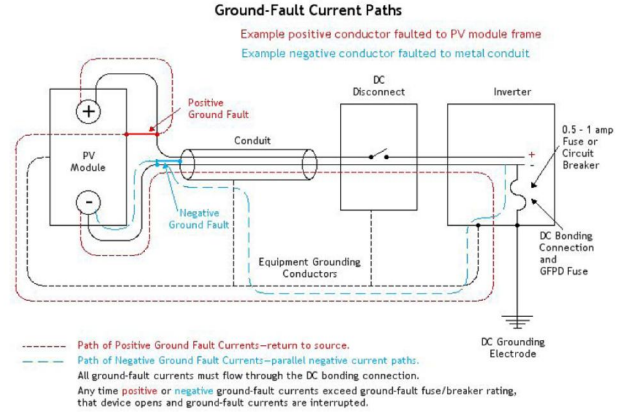 Ground-Fault Current Paths
Example positive conductor faulted to PV module frame
Example negative conductor faulted to metal conduit
DC
Disconnect
Inverter
+
Positive
Ground Fault
PV
Module
Conduit
+
-
0.5 - 1 amp
Fuse or
Circuit
Breaker
-
Negative
Ground Fault
Equipment Grounding
Conductors
DC Bonding
Connection
and
GFPD Fuse
DC Grounding
Electrode
Path of Positive Ground Fault Currents—return to source.
Path of Negative Ground Fault Currents—parallel negative current paths.
All ground-fault currents must flow through the DC bonding connection.
Any time positive or negative ground-fault currents exceed ground-fault fuse/breaker rating,
that device opens and ground-fault currents are interrupted.